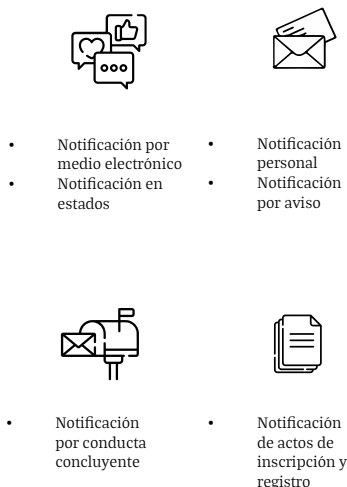 • Notificación por
medio electrónico
• Notificación en
estados
• Notificación
personal
• Notificación
por aviso
• Notificación
por conducta
concluyente
• Notificación
de actos de
inscripción y
registro